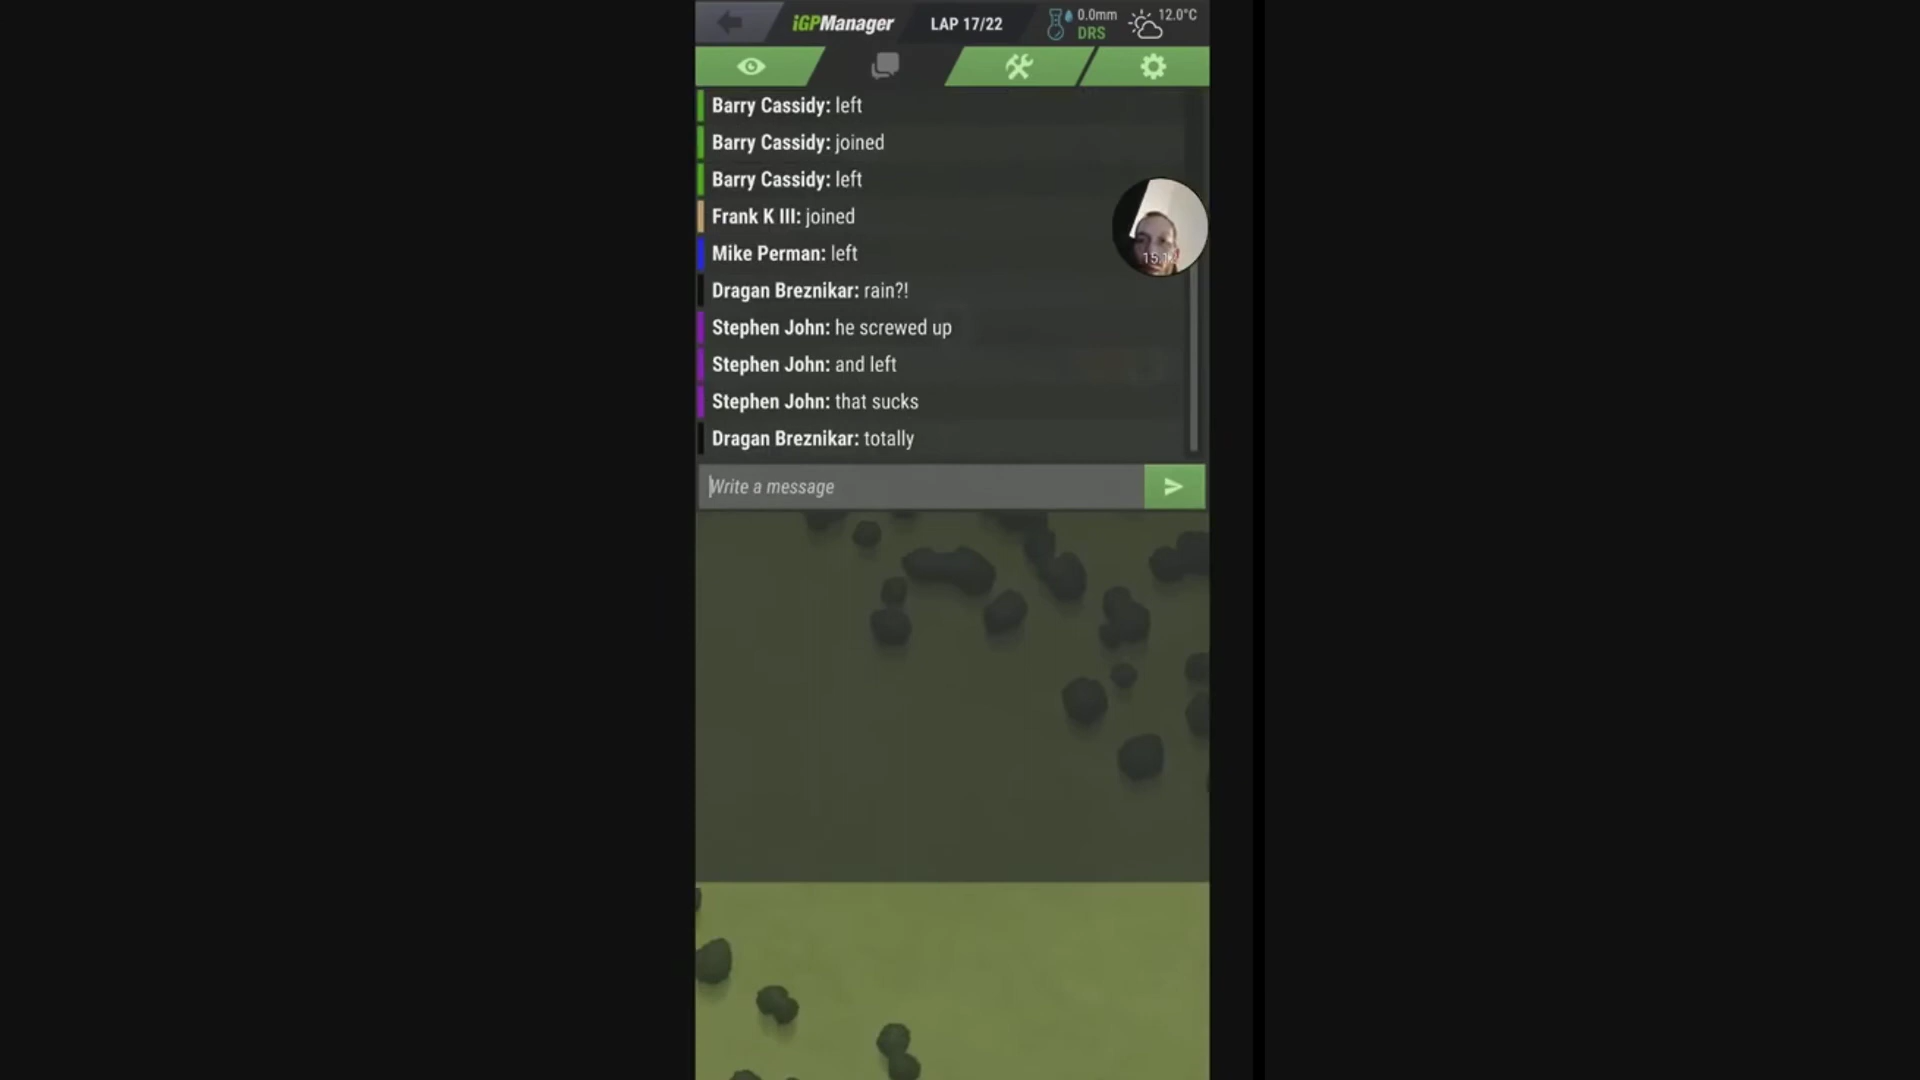 iGPManager
LAP 17/22
0.0mm
DRS
12.0°C
Barry Cassidy: left
Barry Cassidy: joined
Barry Cassidy: left
Frank K III: joined
Mike Perman: left
Dragan Breznikar: rain?!
Stephen John: he screwed up
Stephen John: and left
Stephen John: that sucks
Dragan Breznikar: totally
Write a message